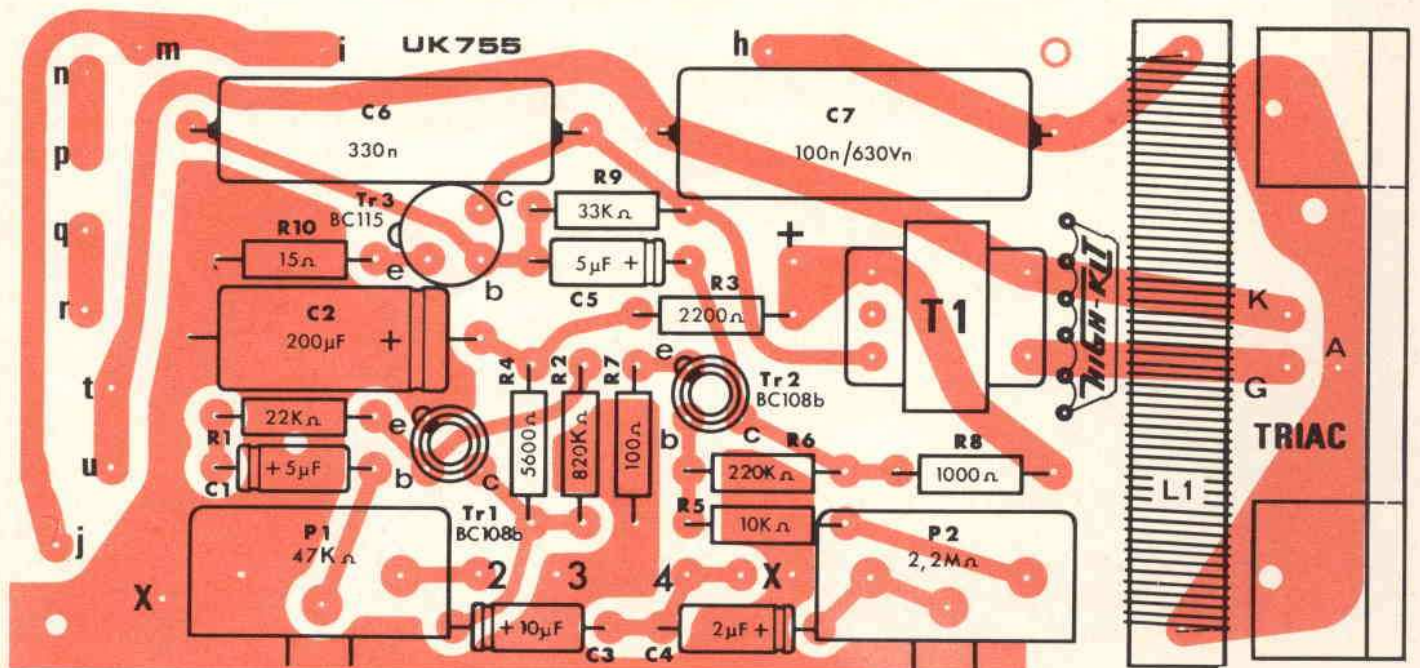 m
i
UK755
h
n
p
C6
330n
C7
100n/630Vn
Tr3
BC115
c
R9
33KΩ
q
R10
15Ω
e
b
5µF +
C5
+
R3
2200Ω
T1
HIGH-KIT
K
A
G
r
C2
200µF
+
R4
R2
R7
e
Tr2
BC108b
t
22KΩ
R1
e
5600Ω
820KΩ
100Ω
b
c
R6
220KΩ
R8
1000Ω
TRIAC
u
+5µF
C1
b
c
L1
Tr1
BC108b
R5
10KΩ
j
P1
47KΩ
P2
2,2MΩ
X
2
3
4
X
+10µF
C3
C4
2µF+